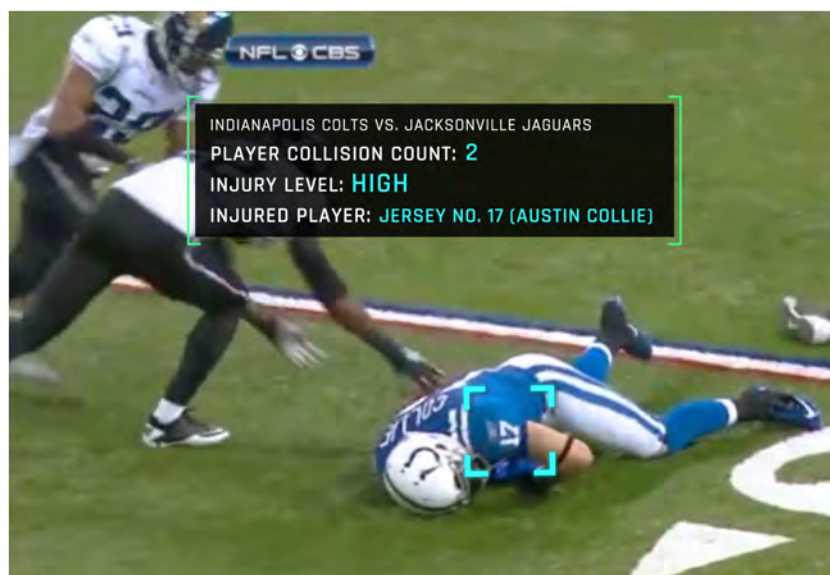 NFL CBS
INDIANAPOLIS COLTS VS. JACKSONVILLE JAGUARS
PLAYER COLLISION COUNT: 2
INJURY LEVEL: HIGH
INJURED PLAYER: JERSEY NO. 17 (AUSTIN COLLIE)
COLLIE
17